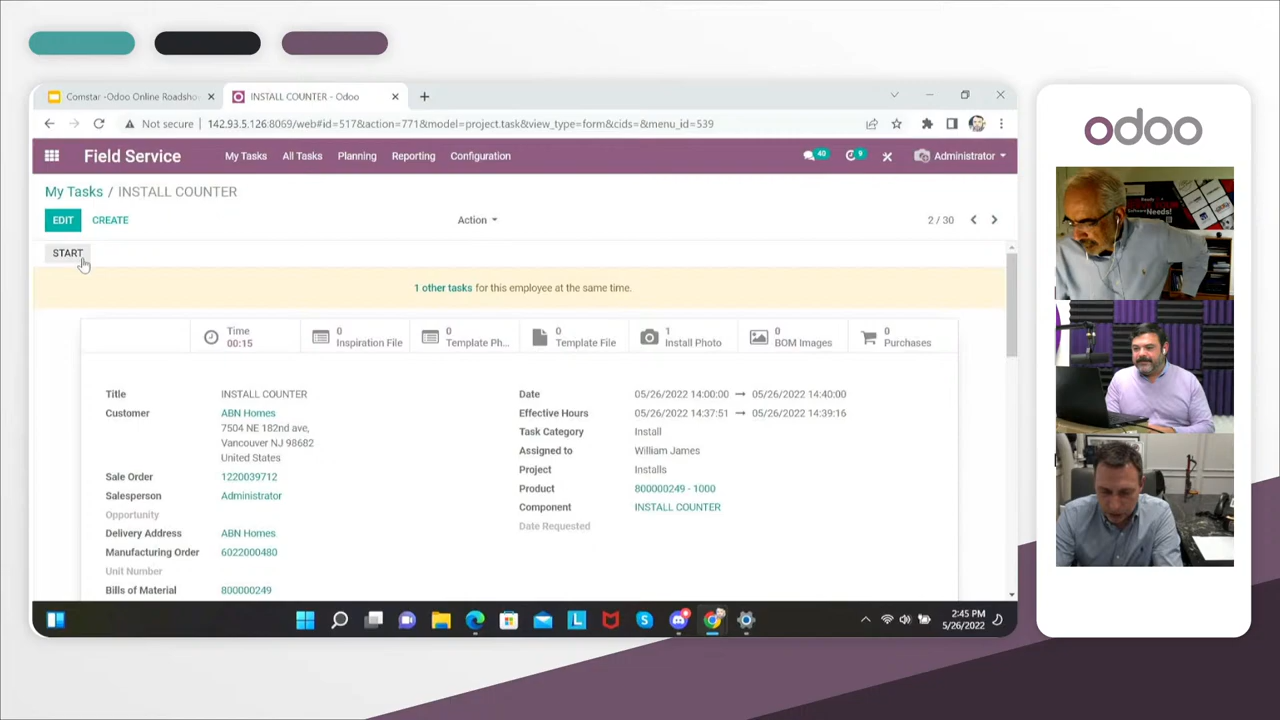 Comstar -Odoo Online Roadsho
INSTALL COUNTER - Odoo
Not secure | 142.93.5.126:8069/web#id=517&action=771&model=project.task&view_type=form&cids=&menu_id=539
Field Service
My Tasks
All Tasks
Planning
Reporting
Configuration
40
9
Administrator
My Tasks / INSTALL COUNTER
EDIT
CREATE
Action
2 / 30
START
1 other tasks for this employee at the same time.
Time
00:15
0
Inspiration File
0
Template Ph...
0
Template File
1
Install Photo
0
BOM Images
0
Purchases
Title INSTALL COUNTER
Customer ABN Homes
7504 NE 182nd ave,
Vancouver NJ 98682
United States
Sale Order 1220039712
Salesperson Administrator
Opportunity
Delivery Address ABN Homes
Manufacturing Order 6022000480
Unit Number
Bills of Material 800000249
Date 05/26/2022 14:00:00 → 05/26/2022 14:40:00
Effective Hours 05/26/2022 14:37:51 → 05/26/2022 14:39:16
Task Category Install
Assigned to William James
Project Installs
Product 800000249 - 1000
Component INSTALL COUNTER
Date Requested
2:45 PM
5/26/2022
odoo